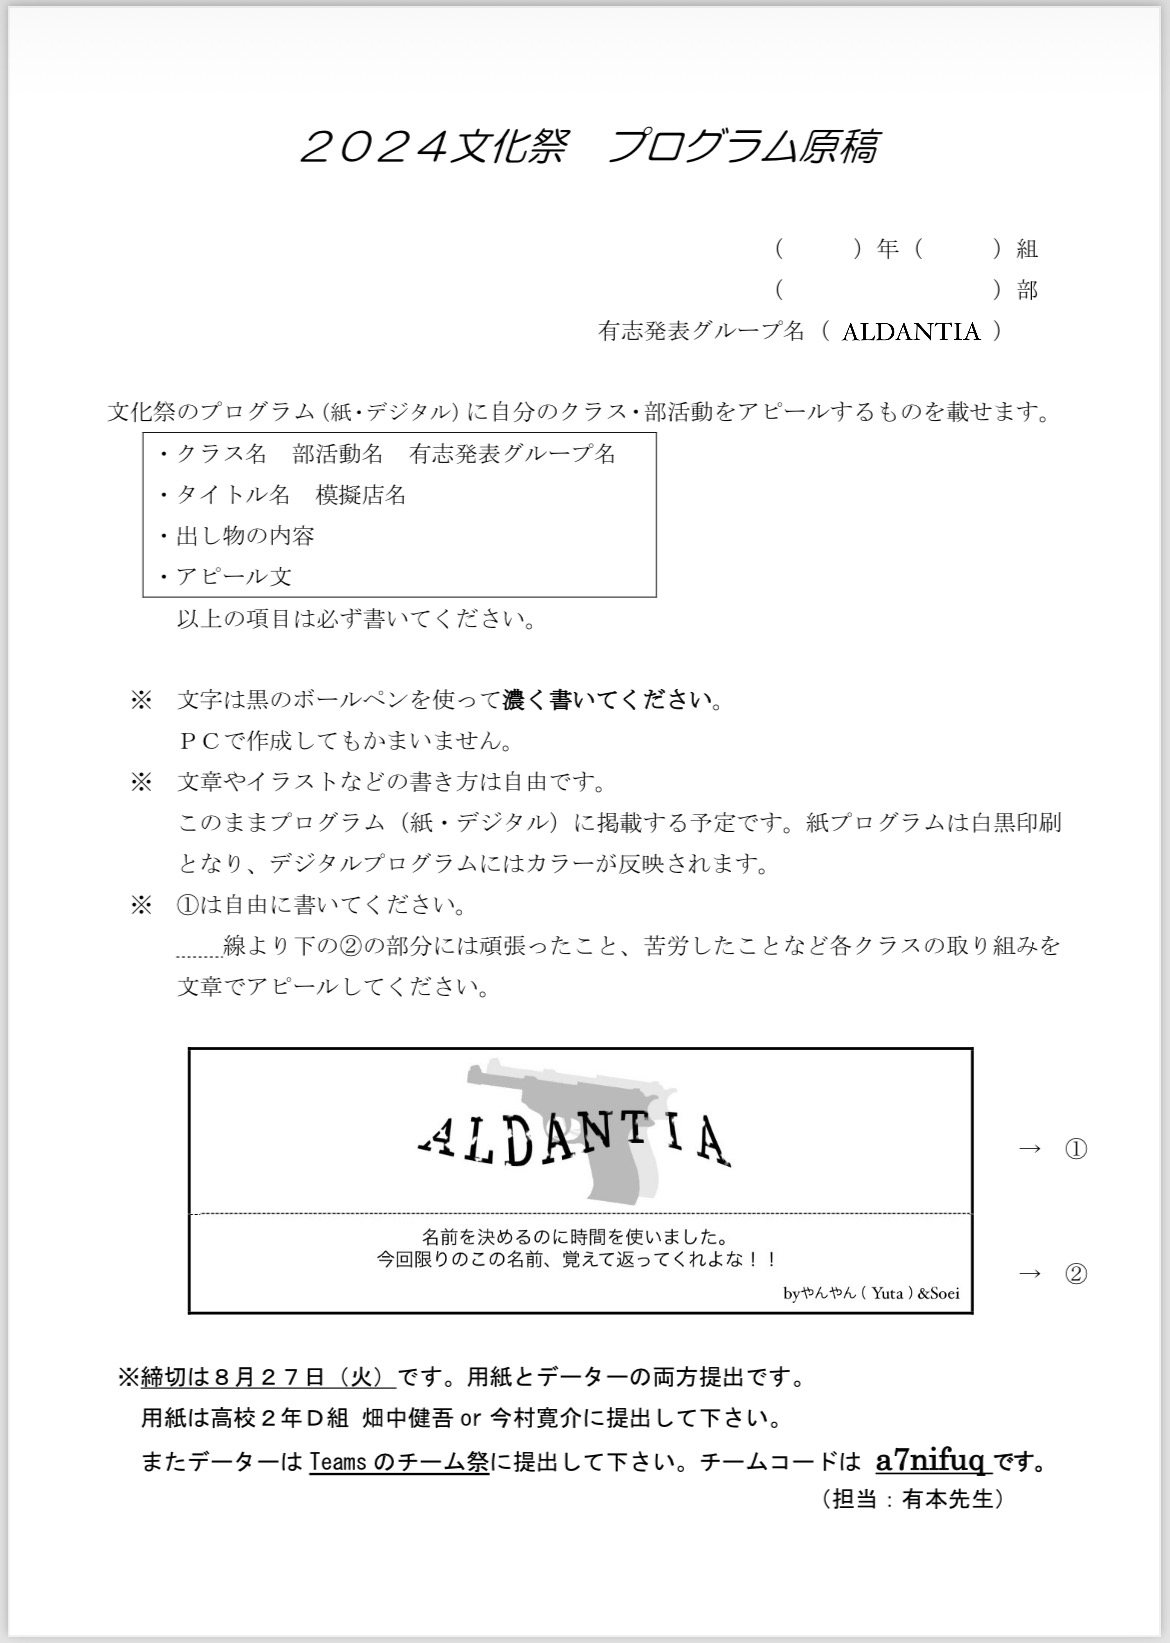 ２０２４文化祭　プログラム原稿
（　　　）年（　　　）組
（　　　　　　　　　）部
有志発表グループ名（ ALDANTIA ）
文化祭のプログラム（紙・デジタル）に自分のクラス・部活動をアピールするものを載せます。
・クラス名　部活動名　有志発表グループ名
・タイトル名　模擬店名
・出し物の内容
・アピール文
以上の項目は必ず書いてください。
※　文字は黒のボールペンを使って濃く書いてください。
ＰＣで作成してもかまいません。
※　文章やイラストなどの書き方は自由です。
このままプログラム（紙・デジタル）に掲載する予定です。紙プログラムは白黒印刷
となり、デジタルプログラムにはカラーが反映されます。
※　①は自由に書いてください。
線より下の②の部分には頑張ったこと、苦労したことなど各クラスの取り組みを
文章でアピールしてください。
ALDANTIA
→　①
名前を決めるのに時間を使いました。
今回限りのこの名前、覚えて返ってくれよな！！
→　②
byやんやん（ Yuta ）&Soei
※締切は８月２７日（火）です。用紙とデーターの両方提出です。
用紙は高校２年Ｄ組 畑中健吾 or 今村寛介に提出して下さい。
またデーターは Teams のチーム祭に提出して下さい。チームコードは a7nifuq です。
（担当：有本先生）